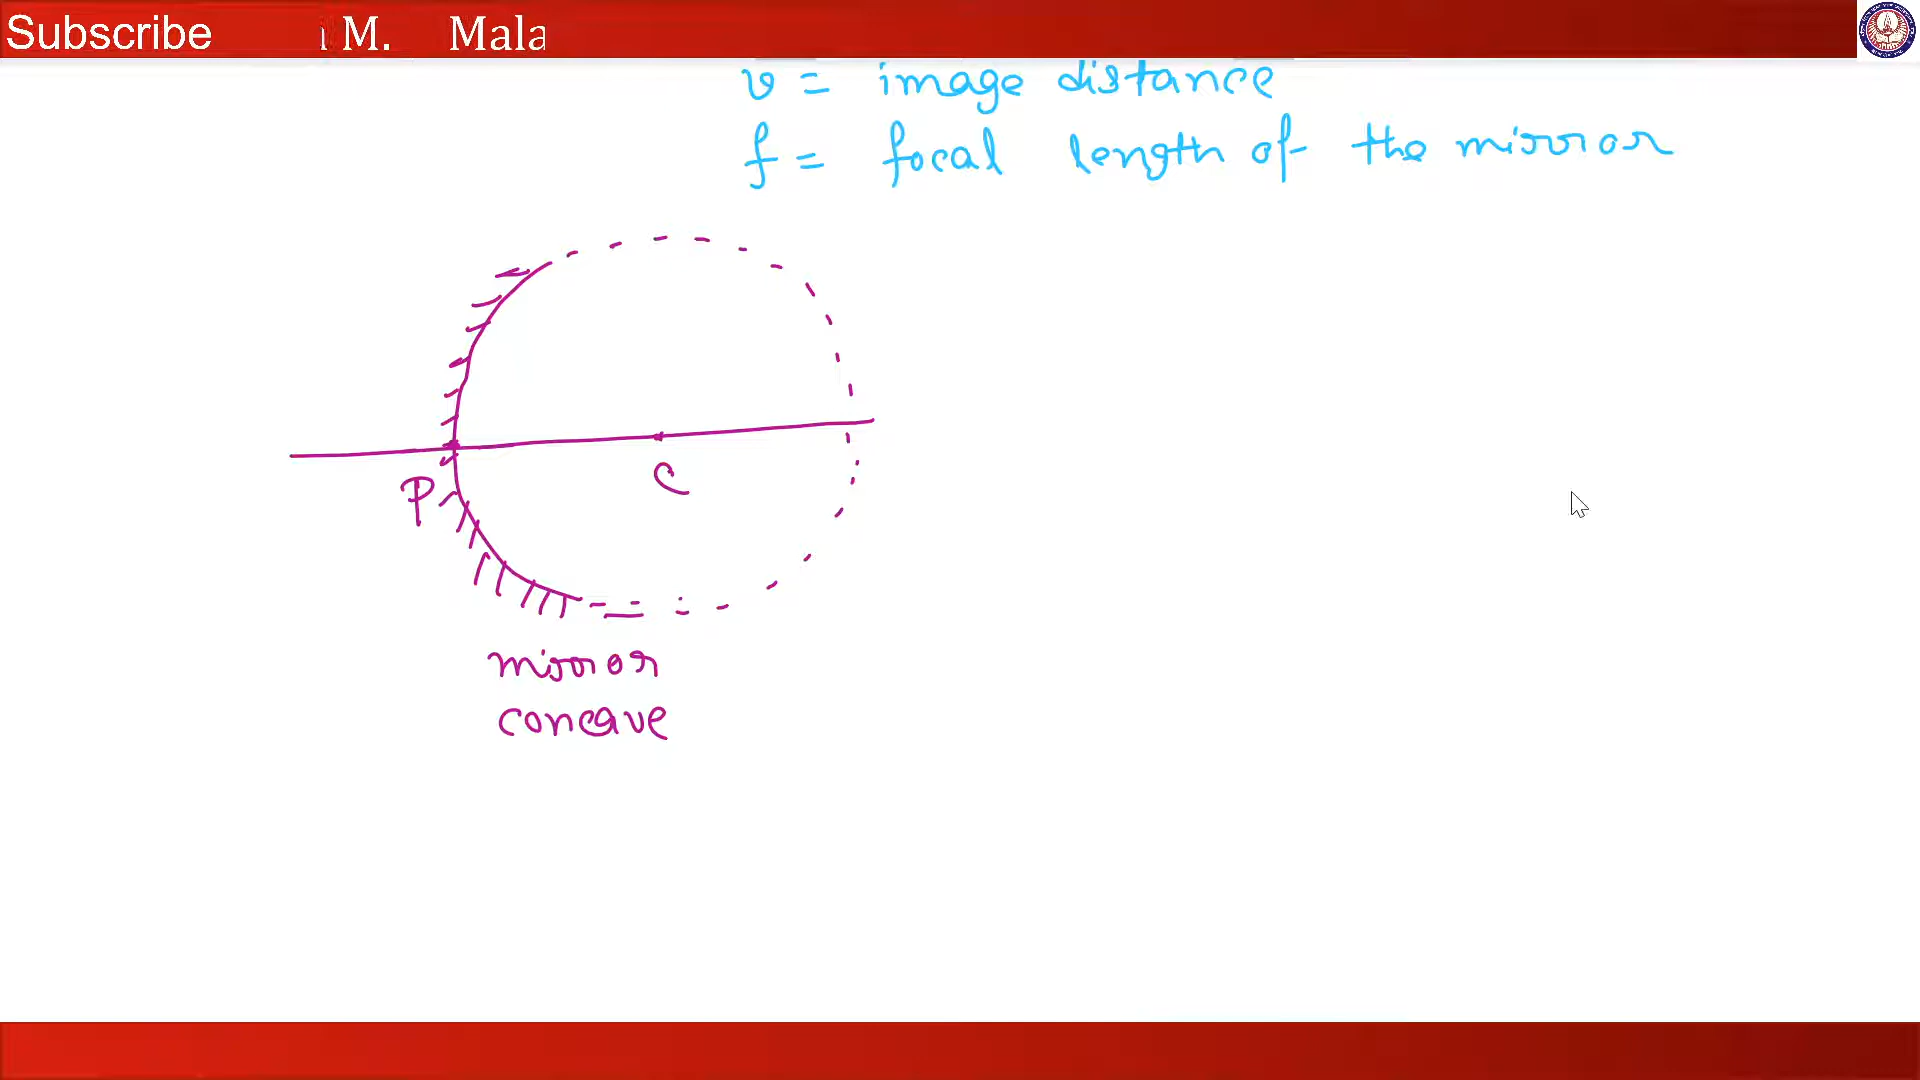 Subscribe M. Mala
v = image distance
f = focal length of the mirror
P
C
mirror
concave